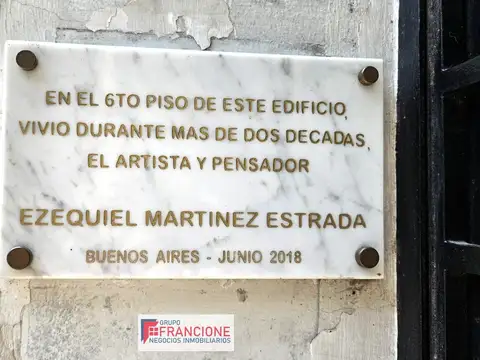 EN EL 6TO PISO DE ESTE EDIFICIO,
VIVIO DURANTE MAS DE DOS DECADAS,
EL ARTISTA Y PENSADOR
EZEQUIEL MARTINEZ ESTRADA
BUENOS AIRES - JUNIO 2018
GRUPO
FRANCIONE
NEGOCIOS INMOBILIARIOS